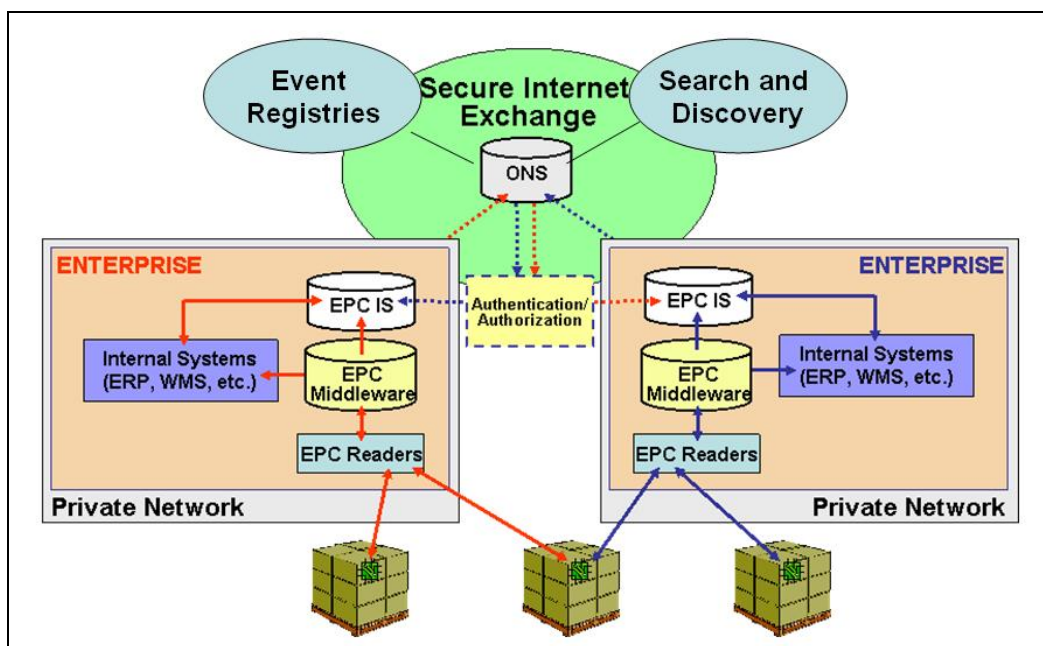 Event
Registries
Secure Internet
Exchange
Search and
Discovery
ONS
ENTERPRISE
EPC IS
Internal Systems
(ERP, WMS, etc.)
EPC
Middleware
EPC Readers
Private Network
Authentication/
Authorization
ENTERPRISE
EPC IS
EPC
Middleware
Internal Systems
(ERP, WMS, etc.)
EPC Readers
Private Network